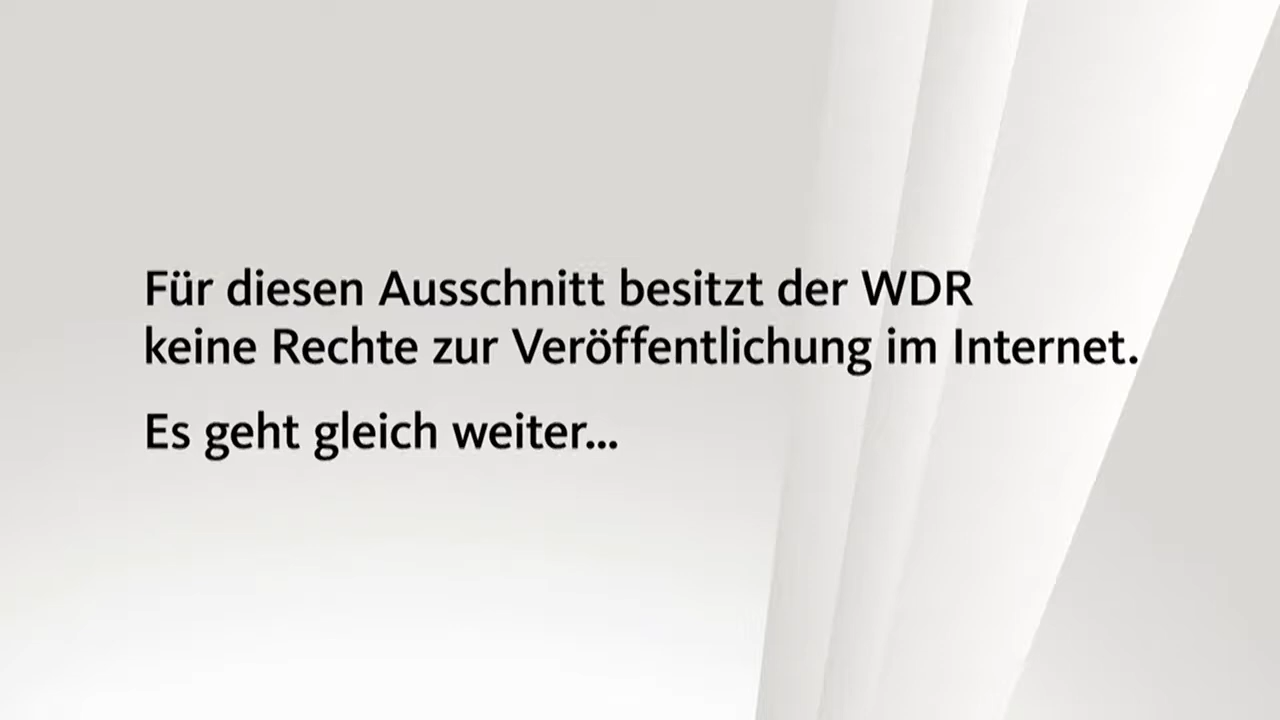 Für diesen Ausschnitt besitzt der WDR
keine Rechte zur Veröffentlichung im Internet.
Es geht gleich weiter...